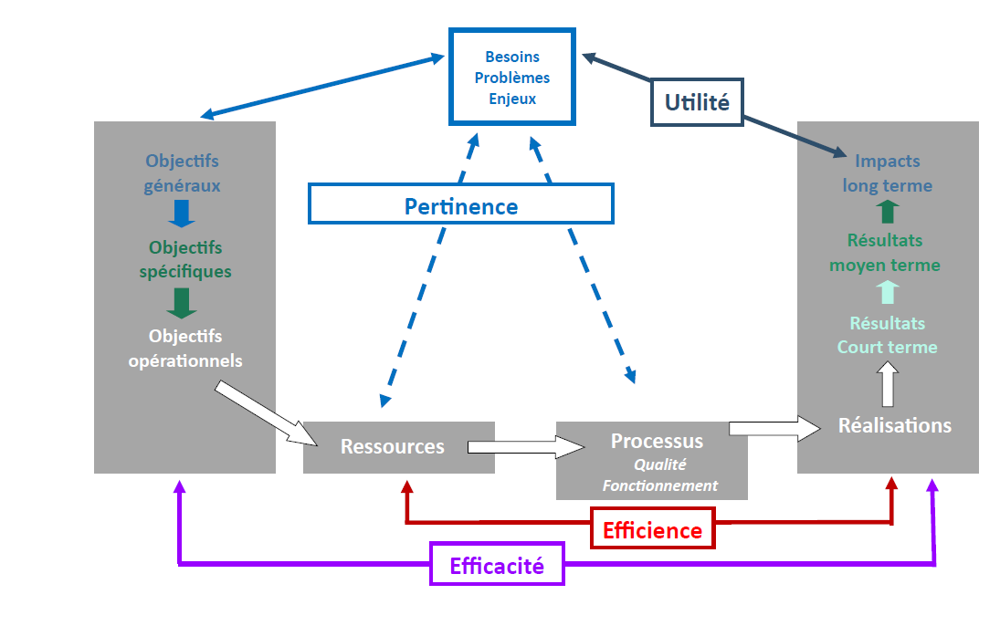 Besoins
Problèmes
Enjeux
Utilité
Objectifs
généraux
Objectifs
spécifiques
Objectifs
opérationnels
Pertinence
Impacts
long terme
Résultats
moyen terme
Résultats
Court terme
Réalisations
Ressources
Processus
Qualité
Fonctionnement
Efficience
Efficacité